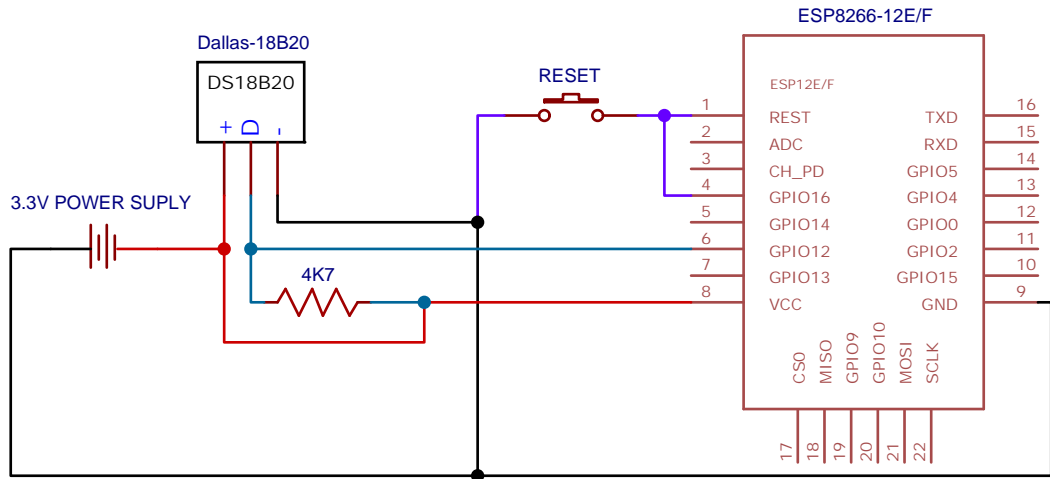 ESP8266-12E/F
Dallas-18B20
DS18B20
+ D -
RESET
3.3V POWER SUPLY
4K7
ESP12E/F
1 REST
2 ADC
3 CH_PD
4 GPIO16
5 GPIO14
6 GPIO12
7 GPIO13
8 VCC
TXD 16
RXD 15
GPIO5 14
GPIO4 13
GPIO0 12
GPIO2 11
GPIO15 10
GND 9
CS0 17
MISO 18
GPIO9 19
GPIO10 20
MOSI 21
SCLK 22